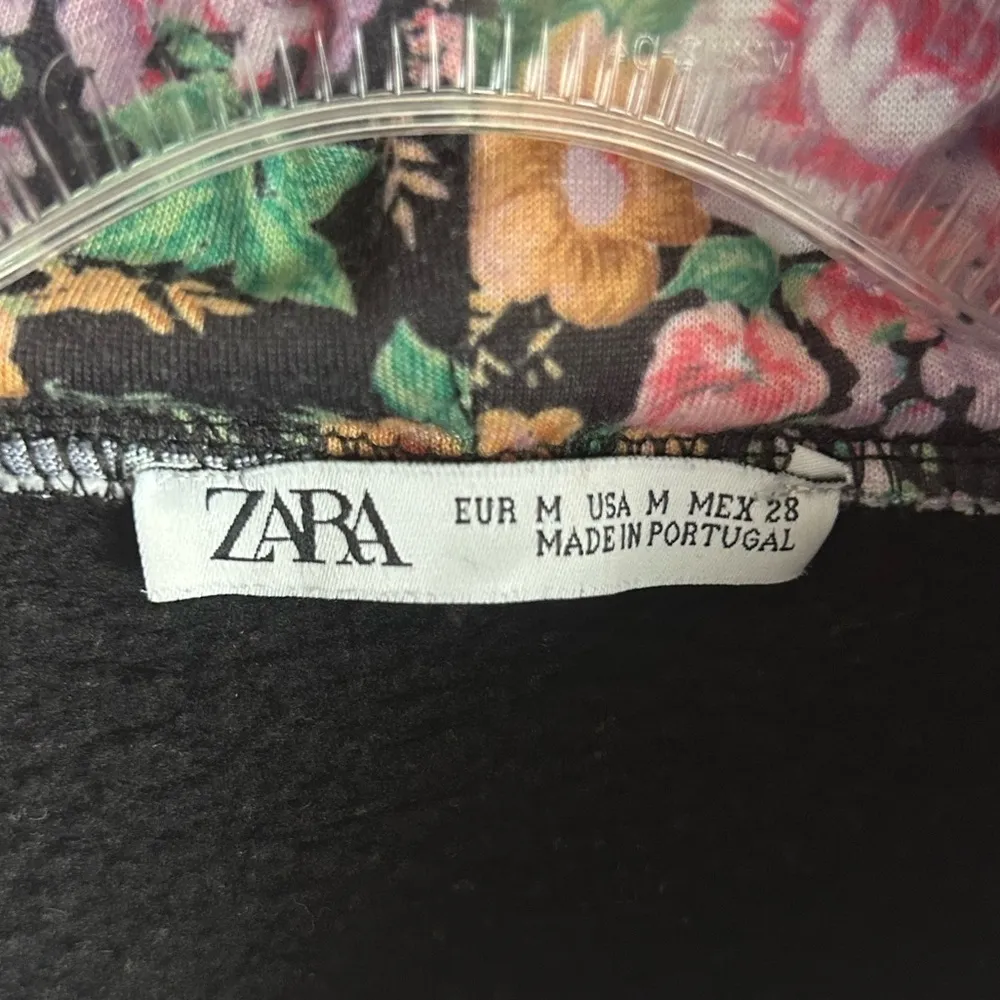 ZARA
EUR M USA M MEX 28
MADE IN PORTUGAL